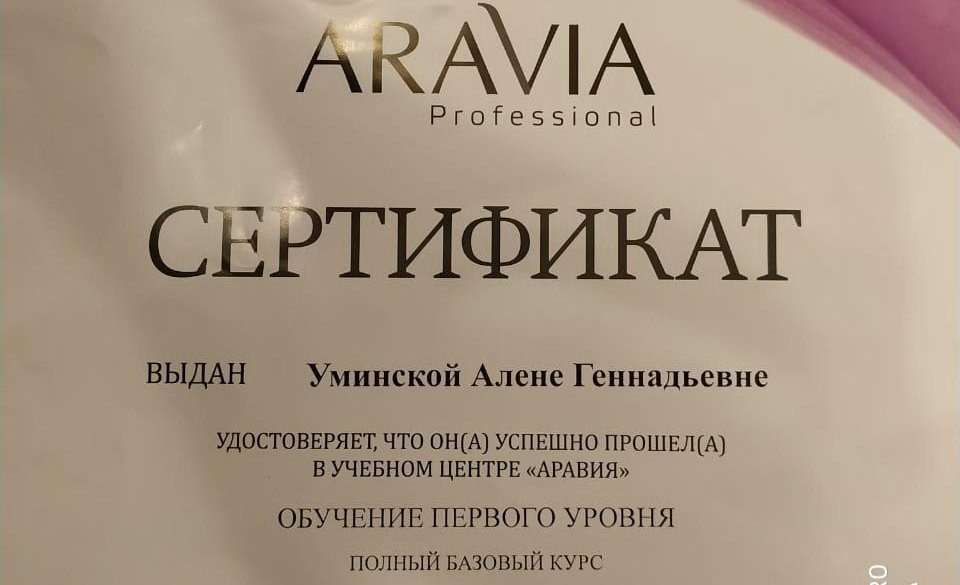 ARAVIA
Professional
СЕРТИФИКАТ
ВЫДАН Уминской Алене Геннадьевне
УДОСТОВЕРЯЕТ, ЧТО ОН(А) УСПЕШНО ПРОШЕЛ(А)
В УЧЕБНОМ ЦЕНТРЕ «АРАВИЯ»
ОБУЧЕНИЕ ПЕРВОГО УРОВНЯ
ПОЛНЫЙ БАЗОВЫЙ КУРС